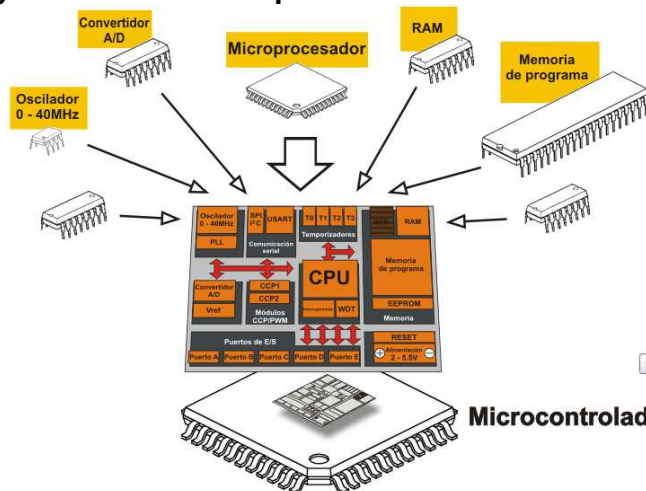 Convertidor
A/D
Microprocesador
RAM
Memoria
de programa
Oscilador
0 - 40MHz
Oscilador
0 - 40MHz
PLL
SPI
I²C
USART
Comunicación
serial
T0 T1 T2 T3
Temporizadores
RAM
Memoria
de programa
EEPROM
Memoria
Convertidor
A/D
Vref
CCP1
CCP2
Módulos
CCP/PWM
CPU
WDT
Puertos de E/S
Puerto A Puerto B Puerto C Puerto D Puerto E
RESET
Alimentación
2 - 5.5V
Microcontrolad